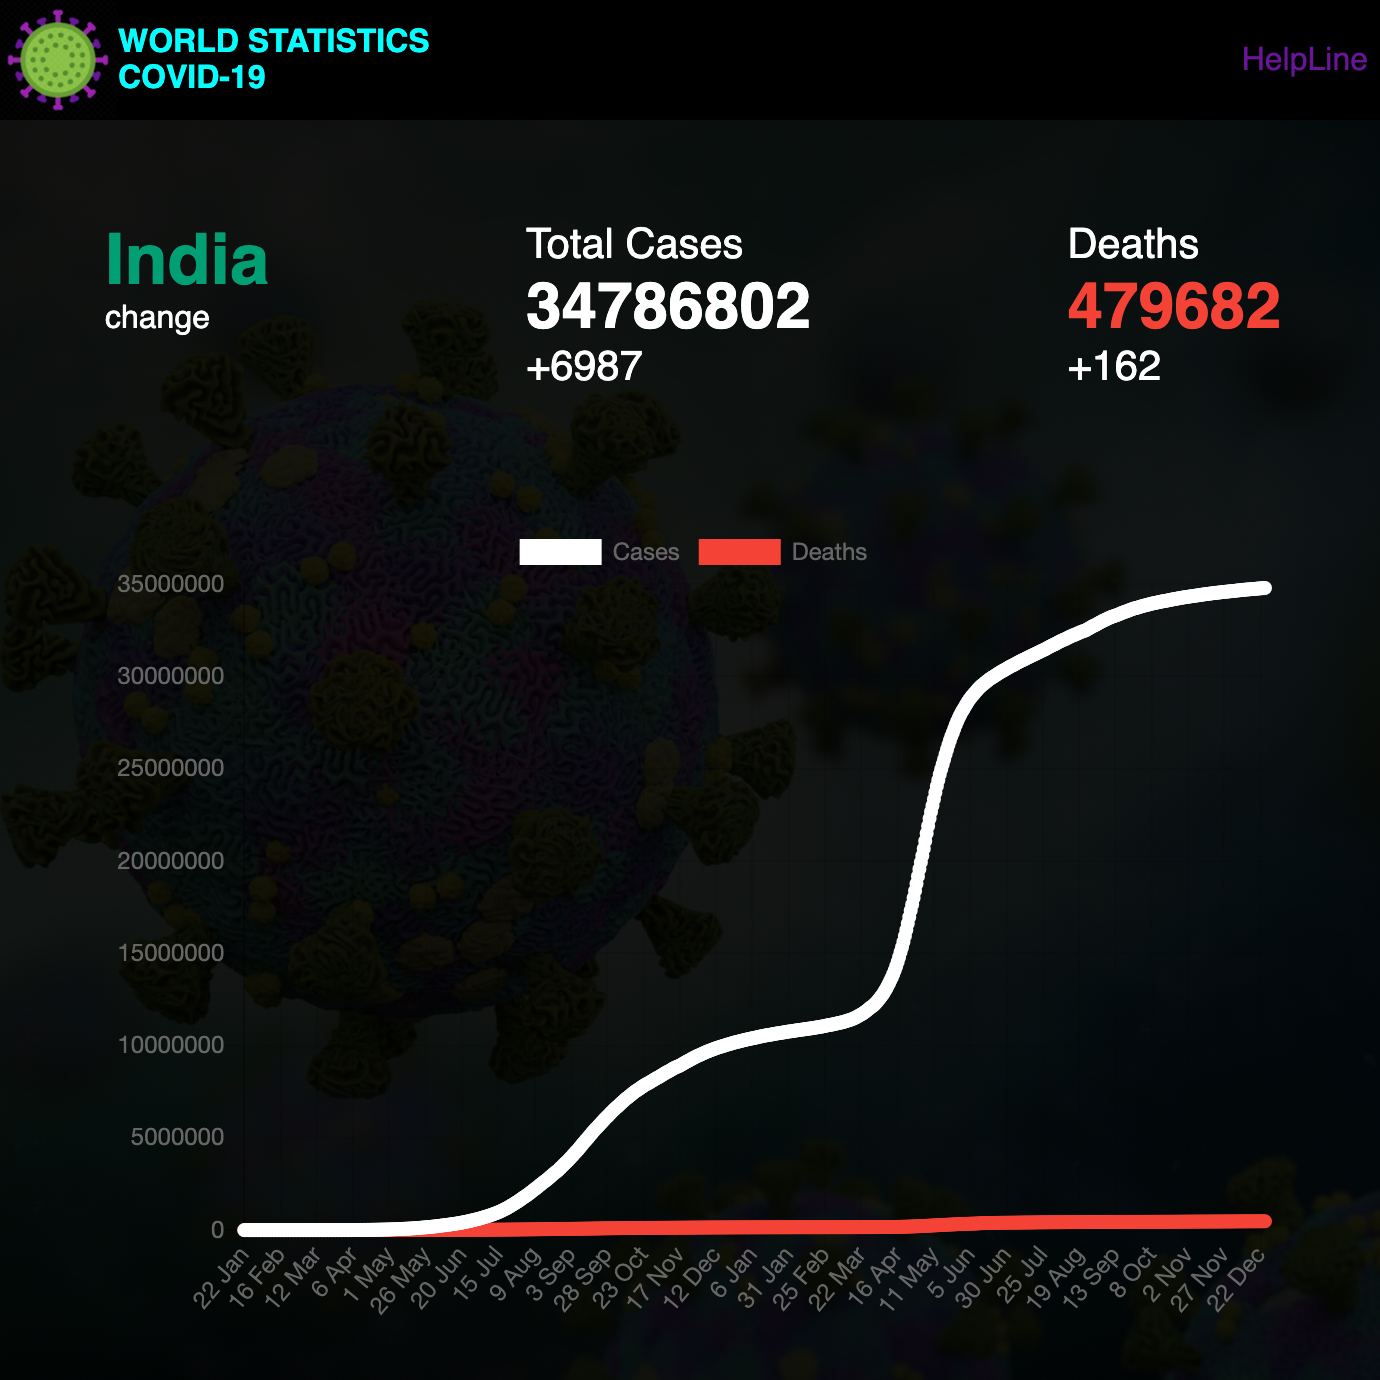 WORLD STATISTICS
COVID-19
HelpLine
India
change
Total Cases
34786802
+6987
Deaths
479682
+162
Cases
Deaths
35000000
30000000
25000000
20000000
15000000
10000000
5000000
0
22 Jan
16 Feb
12 Mar
6 Apr
1 May
26 May
20 Jun
15 Jul
9 Aug
3 Sep
28 Sep
23 Oct
17 Nov
12 Dec
6 Jan
31 Jan
25 Feb
22 Mar
16 Apr
11 May
5 Jun
30 Jun
25 Jul
19 Aug
13 Sep
8 Oct
2 Nov
27 Nov
22 Dec